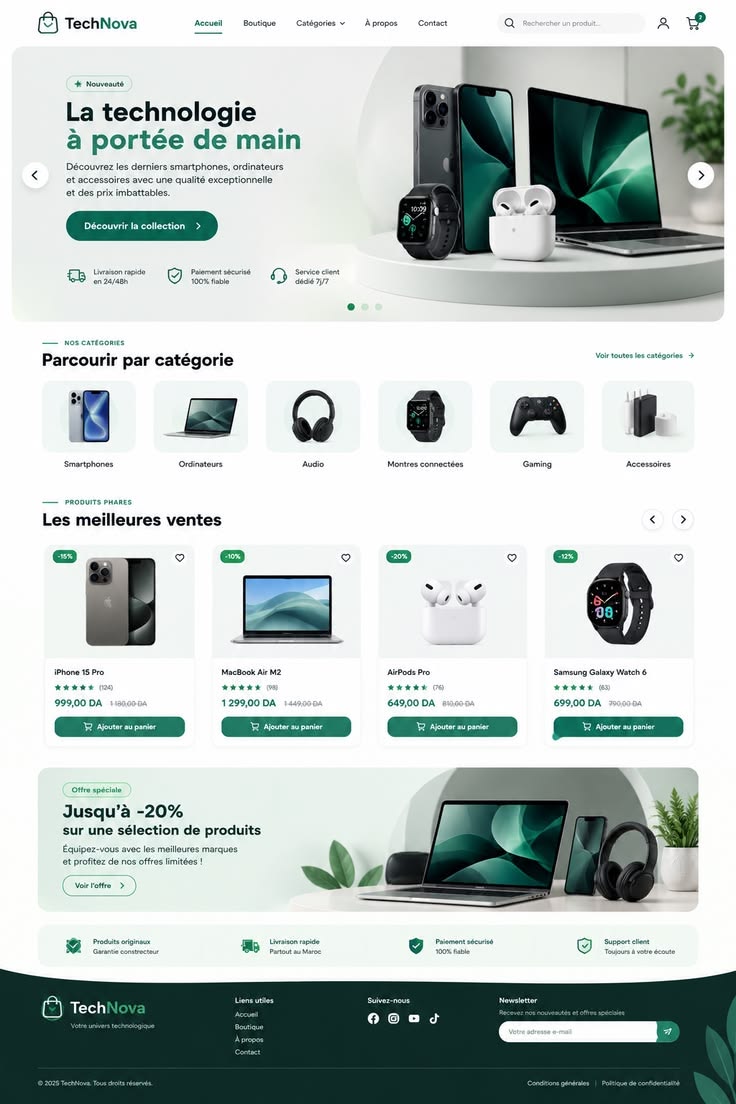 TechNova
Accueil
Boutique
Catégories
À propos
Contact
Rechercher un produit...
Nouveauté
La technologie
à portée de main
Découvrez les derniers smartphones, ordinateurs
et accessoires avec une qualité exceptionnelle
et des prix imbattables.
Découvrir la collection
Livraison rapide
en 24/48h
Paiement sécurisé
100% fiable
Service client
dédié 7j/7
NOS CATÉGORIES
Parcourir par catégorie
Voir toutes les catégories
Smartphones
Ordinateurs
Audio
Montres connectées
Gaming
Accessoires
PRODUITS PHARES
Les meilleures ventes
-15%
-10%
-20%
-12%
iPhone 15 Pro
(124)
999,00 DA 1 180,00 DA
Ajouter au panier
MacBook Air M2
(98)
1 299,00 DA 1 449,00 DA
Ajouter au panier
AirPods Pro
(76)
649,00 DA 810,00 DA
Ajouter au panier
Samsung Galaxy Watch 6
(63)
699,00 DA 790,00 DA
Ajouter au panier
Offre spéciale
Jusqu'à -20%
sur une sélection de produits
Équipez-vous avec les meilleures marques
et profitez de nos offres limitées !
Voir l'offre
Produits originaux
Garantie constrecteur
Livraison rapide
Partout au Maroc
Paiement sécurisé
100% fiable
Support client
Toujours à votre écoute
TechNova
Votre univers technologique
Liens utiles
Accueil
Boutique
À propos
Contact
Suivez-nous
Newsletter
Recevez nos nouveautés et offres spéciales
Votre adresse e-mail
© 2025 TechNova. Tous droits réservés.
Conditions générales | Politique de confidentialité